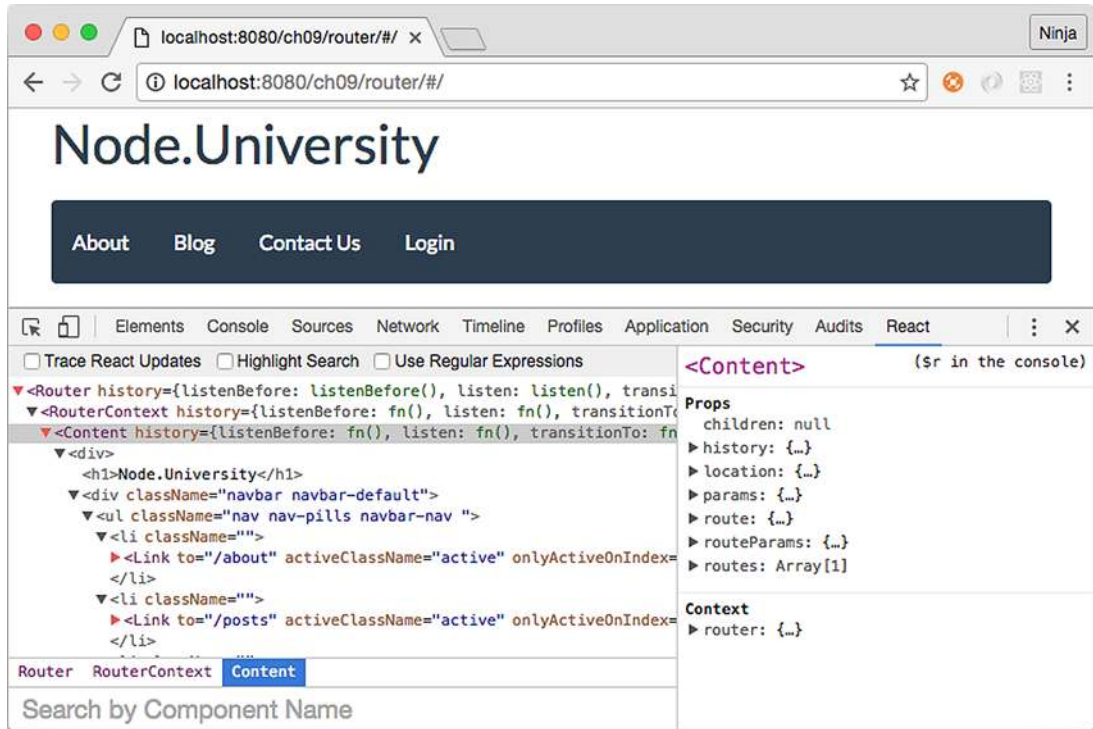 localhost:8080/ch09/router/#/
Ninja
localhost:8080/ch09/router/#/
Node.University
About Blog Contact Us Login
Elements Console Sources Network Timeline Profiles Application Security Audits React
Trace React Updates Highlight Search Use Regular Expressions
<Router history={listenBefore: listenBefore(), listen: listen(), transi
<RouterContext history={listenBefore: fn(), listen: fn(), transitionTo
<Content history={listenBefore: fn(), listen: fn(), transitionTo: fn
<div>
<h1>Node.University</h1>
<div className="navbar navbar-default">
<ul className="nav nav-pills navbar-nav ">
<li className="">
<Link to="/about" activeClassName="active" onlyActiveOnIndex=
</li>
<li className="">
<Link to="/posts" activeClassName="active" onlyActiveOnIndex=
</li>
Router RouterContext Content
Search by Component Name
<Content> ($r in the console)
Props
children: null
history: {…}
location: {…}
params: {…}
route: {…}
routeParams: {…}
routes: Array[1]
Context
router: {…}